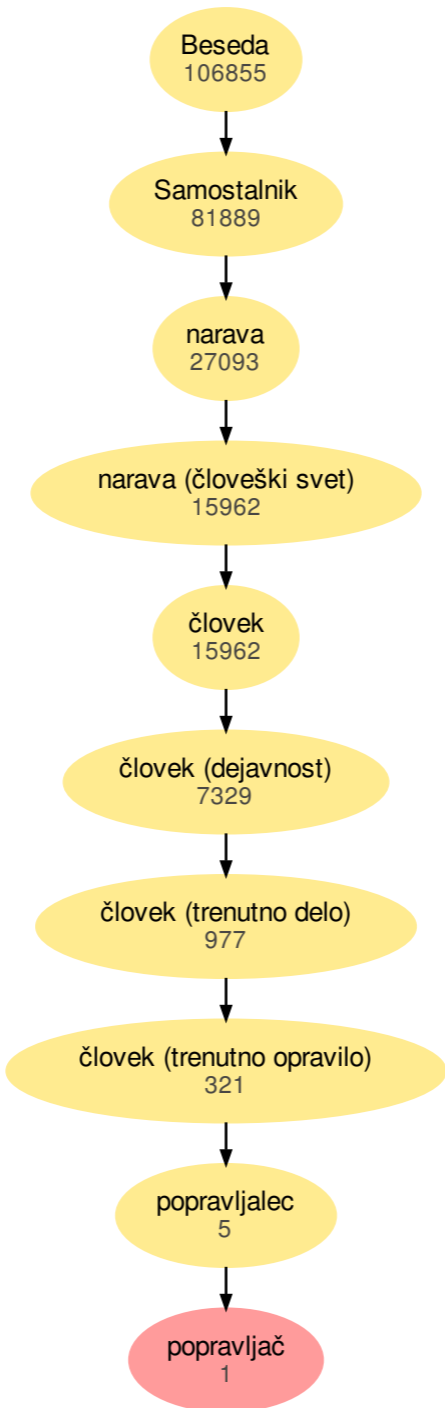 Beseda
106855
Samostalnik
81889
narava
27093
narava (človeški svet)
15962
človek
15962
človek (dejavnost)
7329
človek (trenutno delo)
977
človek (trenutno opravilo)
321
popravljalec
5
popravljač
1